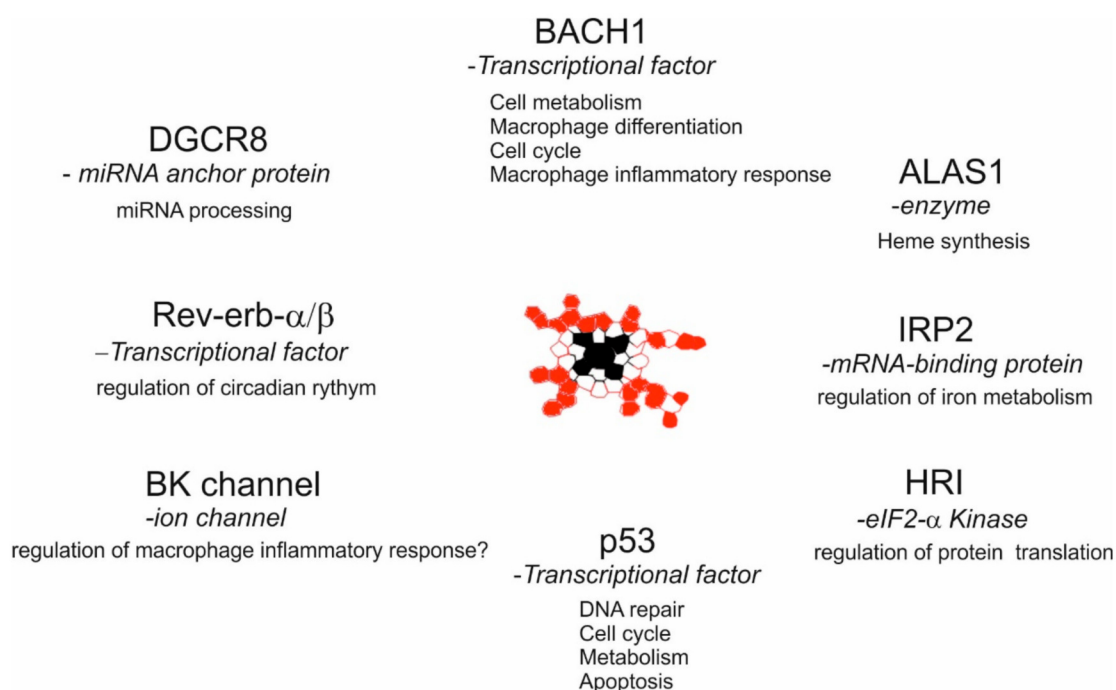 BACH1
-Transcriptional factor
Cell metabolism
Macrophage differentiation
Cell cycle
Macrophage inflammatory response
DGCR8
- miRNA anchor protein
miRNA processing
ALAS1
-enzyme
Heme synthesis
Rev-erb-α/β
–Transcriptional factor
regulation of circadian rythym
IRP2
-mRNA-binding protein
regulation of iron metabolism
BK channel
-ion channel
regulation of macrophage inflammatory response?
HRI
-eIF2-α Kinase
regulation of protein translation
p53
-Transcriptional factor
DNA repair
Cell cycle
Metabolism
Apoptosis